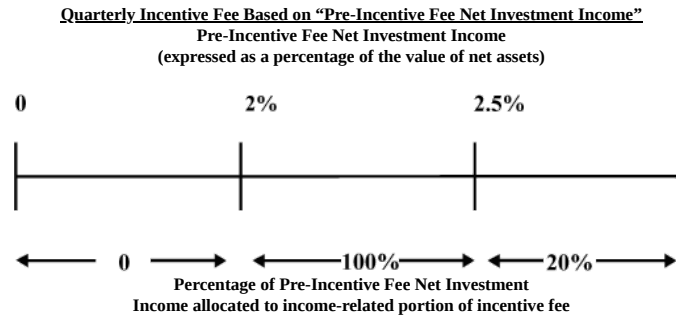 Quarterly Incentive Fee Based on “Pre-Incentive Fee Net Investment Income”
Pre-Incentive Fee Net Investment Income
(expressed as a percentage of the value of net assets)
0 2% 2.5%
0 100% 20%
Percentage of Pre-Incentive Fee Net Investment
Income allocated to income-related portion of incentive fee